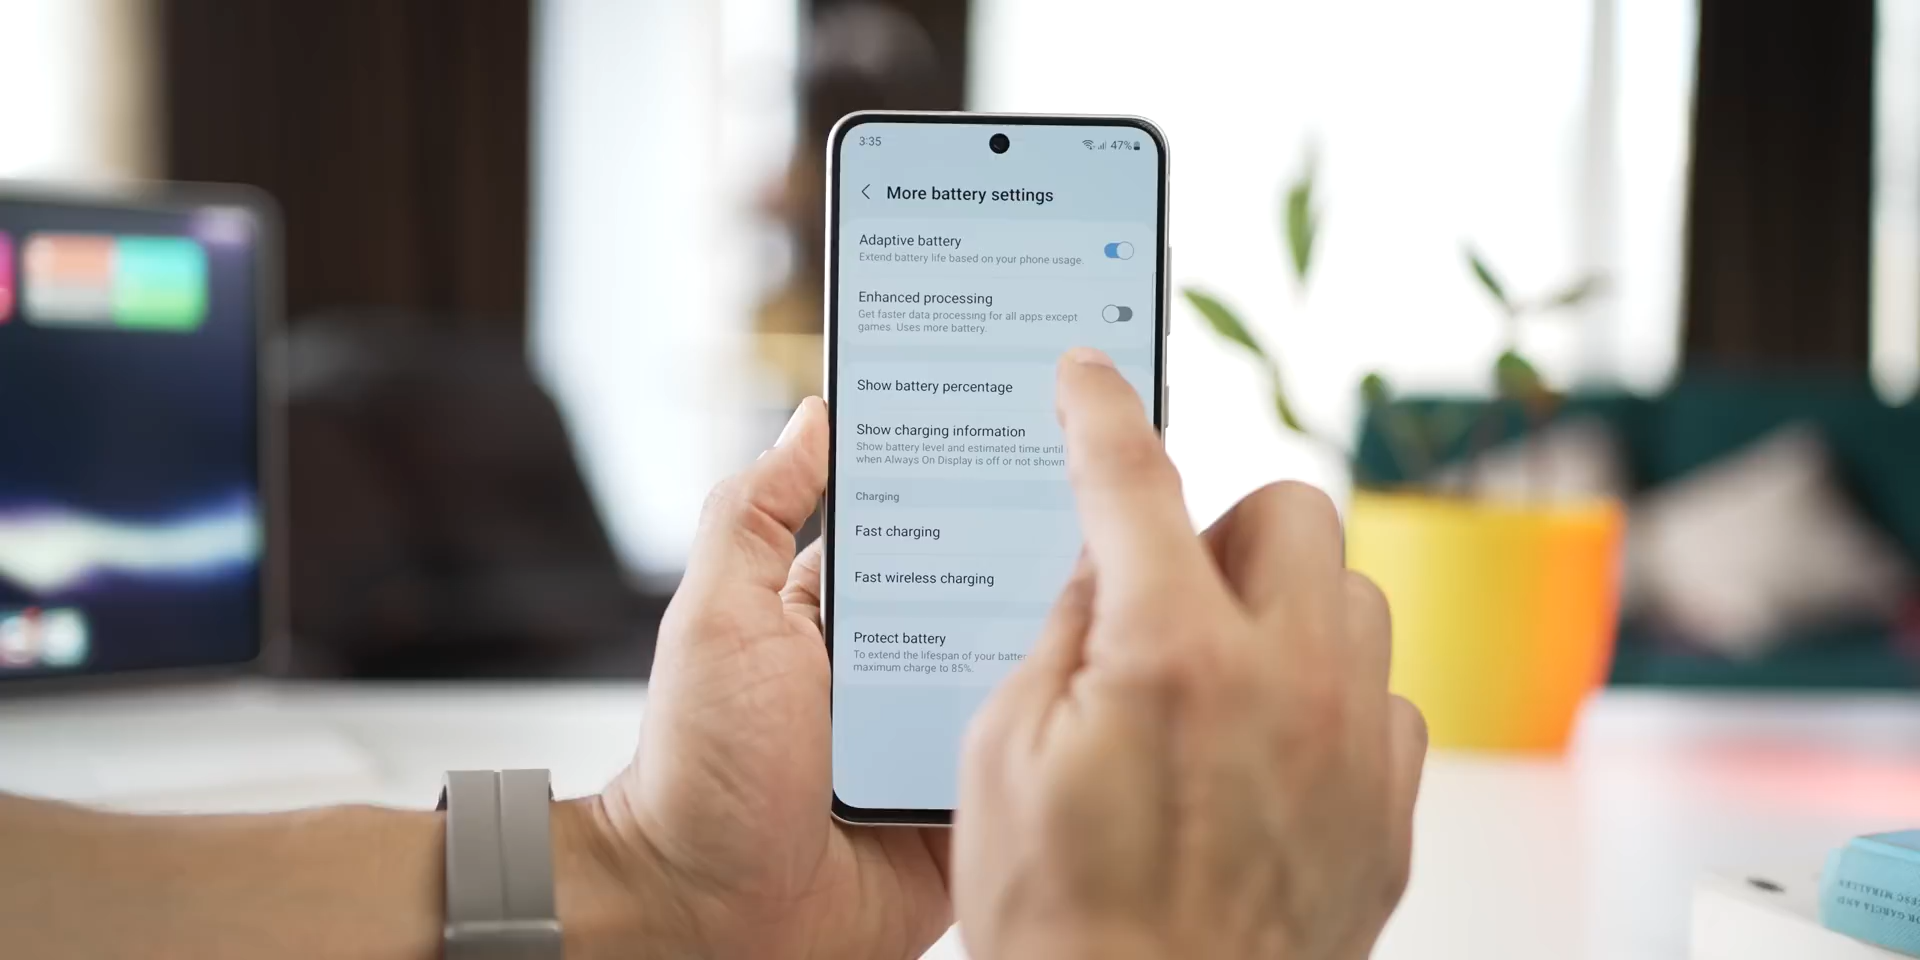 3:35
47%
More battery settings
Adaptive battery
Extend battery life based on your phone usage.
Enhanced processing
Get faster data processing for all apps except
games. Uses more battery.
Show battery percentage
Show charging information
Show battery level and estimated time until
when Always On Display is off or not shown
Charging
Fast charging
Fast wireless charging
Protect battery
To extend the lifespan of your
maximum charge to 85%.
GARCÍA AND
MIRALLES